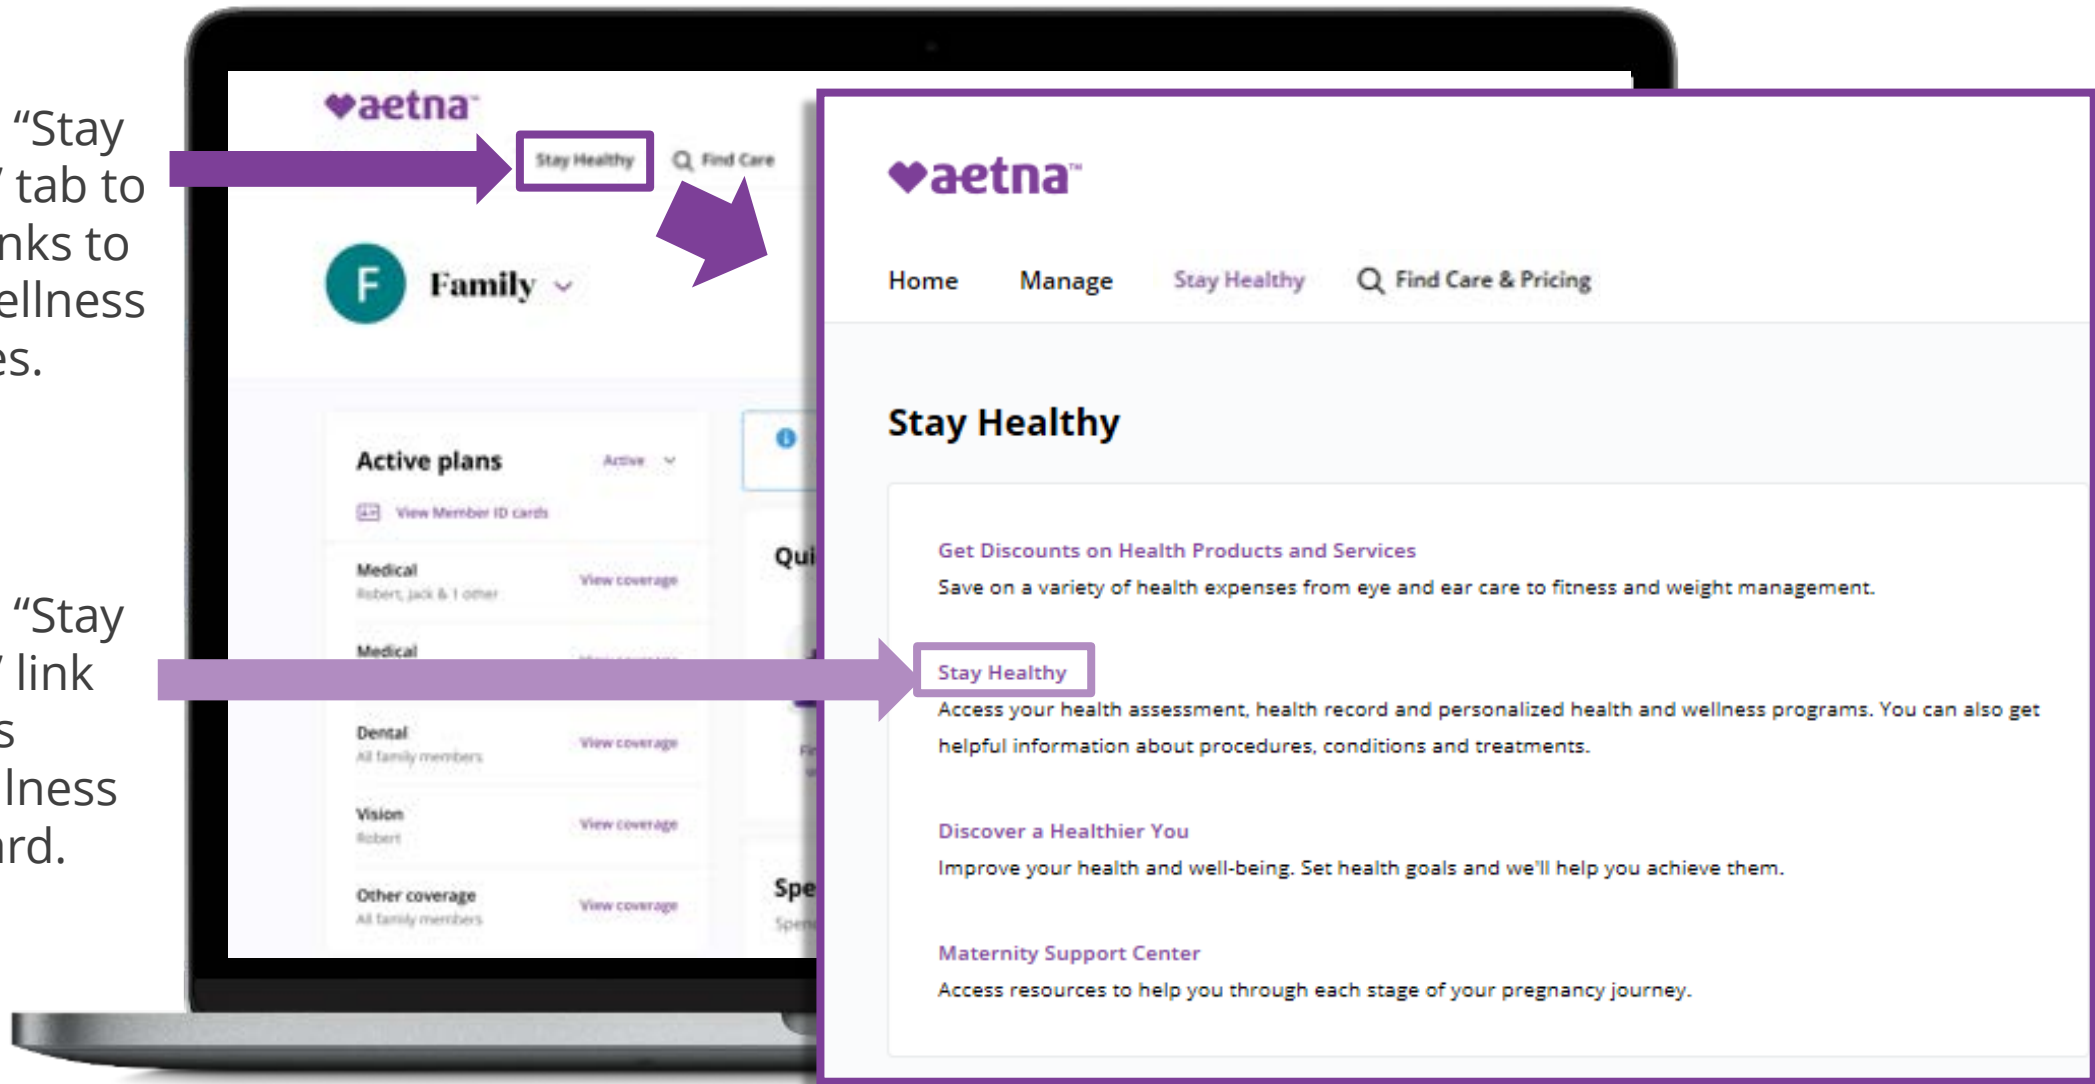 “Stay
” tab to
nks to
ellness
es.
“Stay
” link
s
lness
ard.
aetna
Stay Healthy
Find Care
F
Family
Active plans
Active
View Member ID cards
Medical
View coverage
Robert, Jack & 1 other
Medical
Dental
View coverage
All family members
Vision
View coverage
Robert
Other coverage
View coverage
All family members
Qui
Spe
aetna™
Home Manage Stay Healthy Find Care & Pricing
Stay Healthy
Get Discounts on Health Products and Services
Save on a variety of health expenses from eye and ear care to fitness and weight management.
Stay Healthy
Access your health assessment, health record and personalized health and wellness programs. You can also get
helpful information about procedures, conditions and treatments.
Discover a Healthier You
Improve your health and well-being. Set health goals and we'll help you achieve them.
Maternity Support Center
Access resources to help you through each stage of your pregnancy journey.